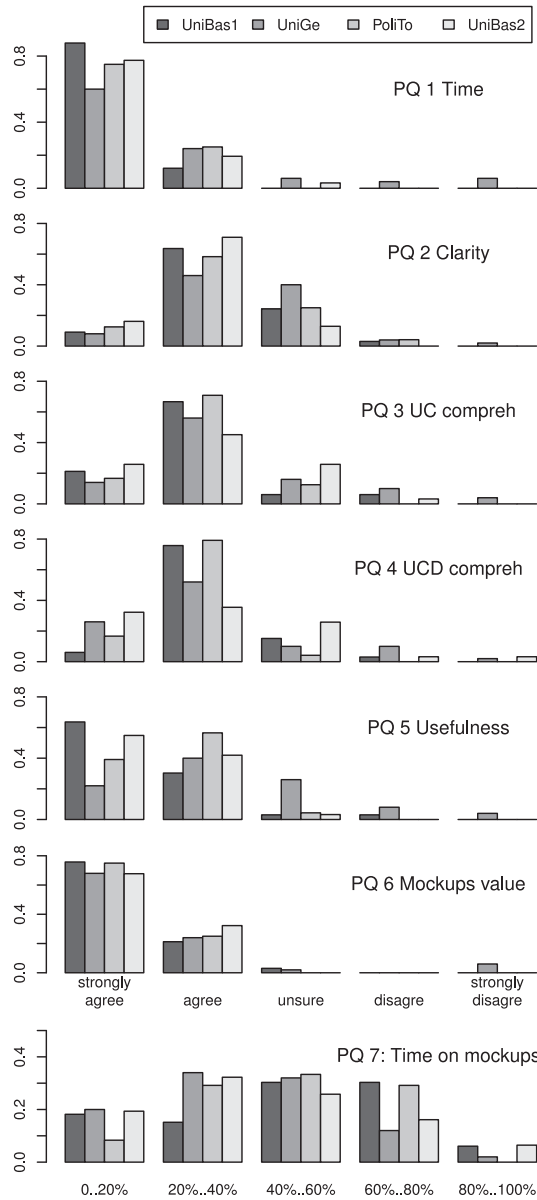 UniBas1 UniGe PoliTo UniBas2
PQ 1 Time
0.0 0.4 0.8
PQ 2 Clarity
0.0 0.4 0.8
PQ 3 UC compreh
0.0 0.4 0.8
PQ 4 UCD compreh
0.0 0.4 0.8
PQ 5 Usefulness
0.0 0.4 0.8
PQ 6 Mockups value
0.0 0.4 0.8
strongly agree agree unsure disagre strongly disagre
PQ 7: Time on mockups
0.0 0.2 0.4
0..20% 20%..40% 40%..60% 60%..80% 80%..100%